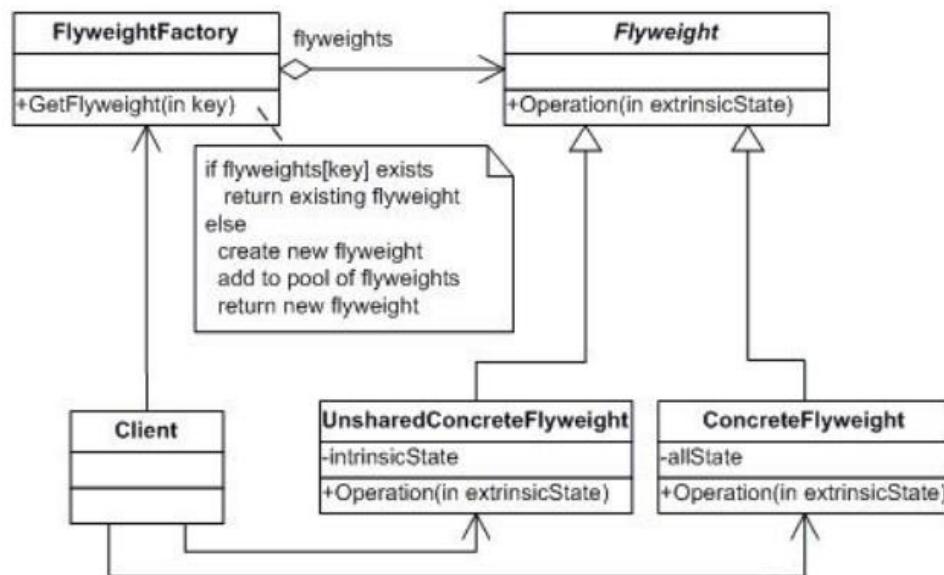 FlyweightFactory
+GetFlyweight(in key)
flyweights
Flyweight
+Operation(in extrinsicState)
if flyweights[key] exists
return existing flyweight
else
create new flyweight
add to pool of flyweights
return new flyweight
Client
UnsharedConcreteFlyweight
-intrinsicState
+Operation(in extrinsicState)
ConcreteFlyweight
-allState
+Operation(in extrinsicState)